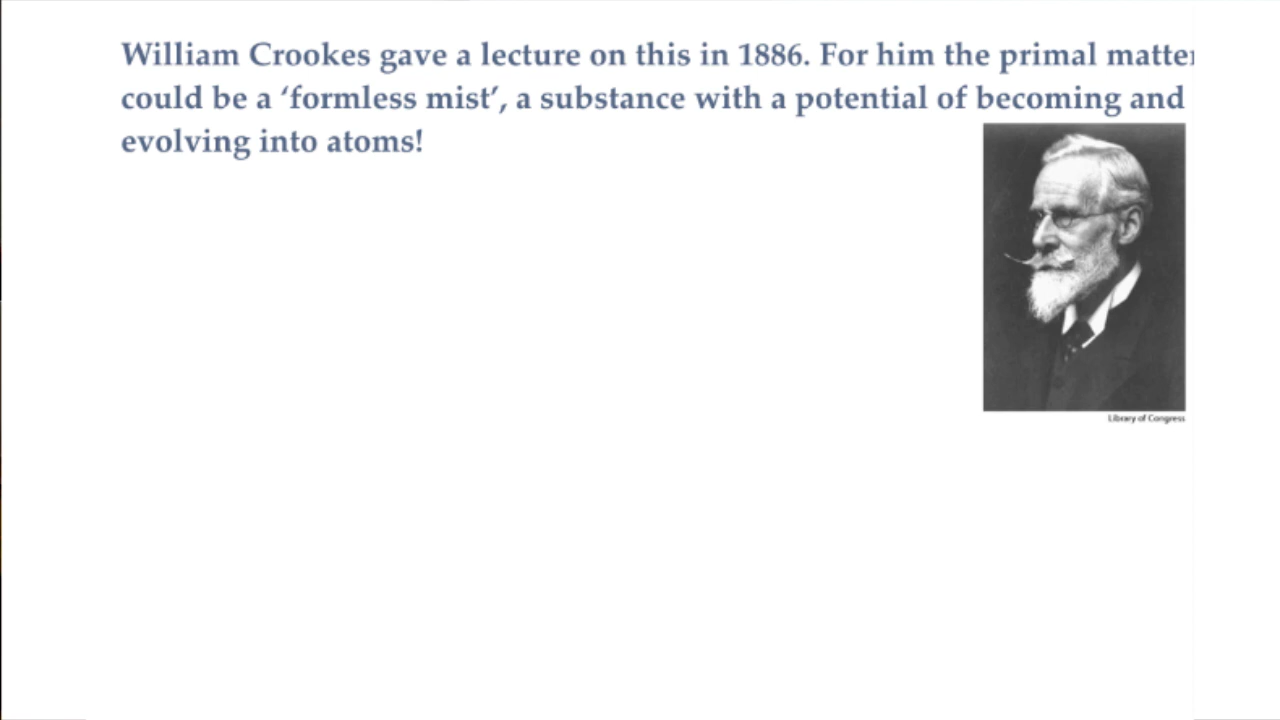 William Crookes gave a lecture on this in 1886. For him the primal matter
could be a ‘formless mist’, a substance with a potential of becoming and
evolving into atoms!
Library of Congress